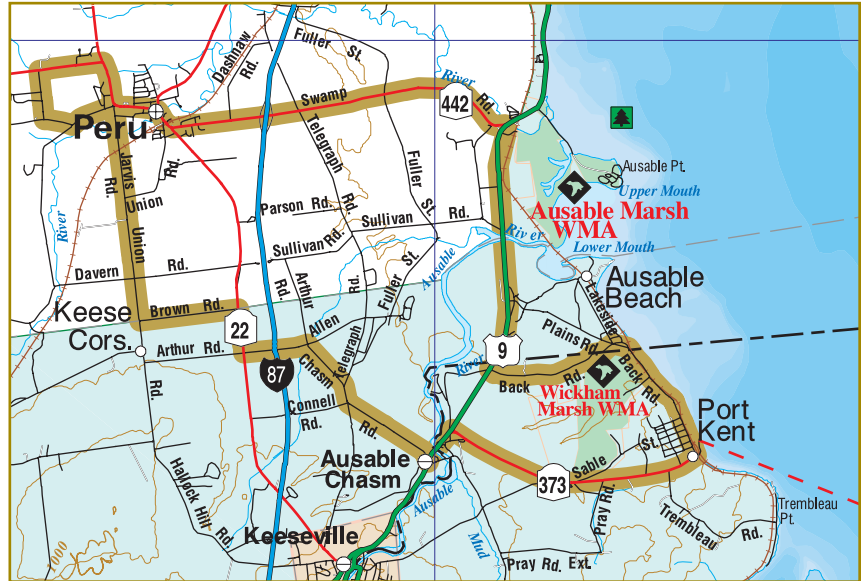 Fuller St.
Dashnaw
Rd.
River
Swamp
442
Rd.
Peru
Jarvis
Rd.
Rd.
Union
Telegraph
Rd.
Fuller St.
Ausable Pt.
Upper Mouth
Ausable Marsh
WMA
Parson Rd.
Sullivan Rd.
River
Lower Mouth
River
Union
Sullivan Rd.
Davern Rd.
Arthur Rd.
Rd.
Fuller St.
Ausable
Ausable
Beach
Lakeside
Keese
Cors.
Brown Rd.
22
Allen
9
Plains Rd.
Arthur Rd.
87
Chasm
Telegraph
River
Back Rd.
Back Rd.
Wickham
Marsh WMA
Connell
Rd.
Rd.
Port
Kent
Ausable
Chasm
Sable St.
373
Rd.
Hallock Hill Rd.
Ausable
Pray Rd.
Trembleau Rd.
Trembleau
Pt.
Keeseville
Mud
Pray Rd. Ext.
1000